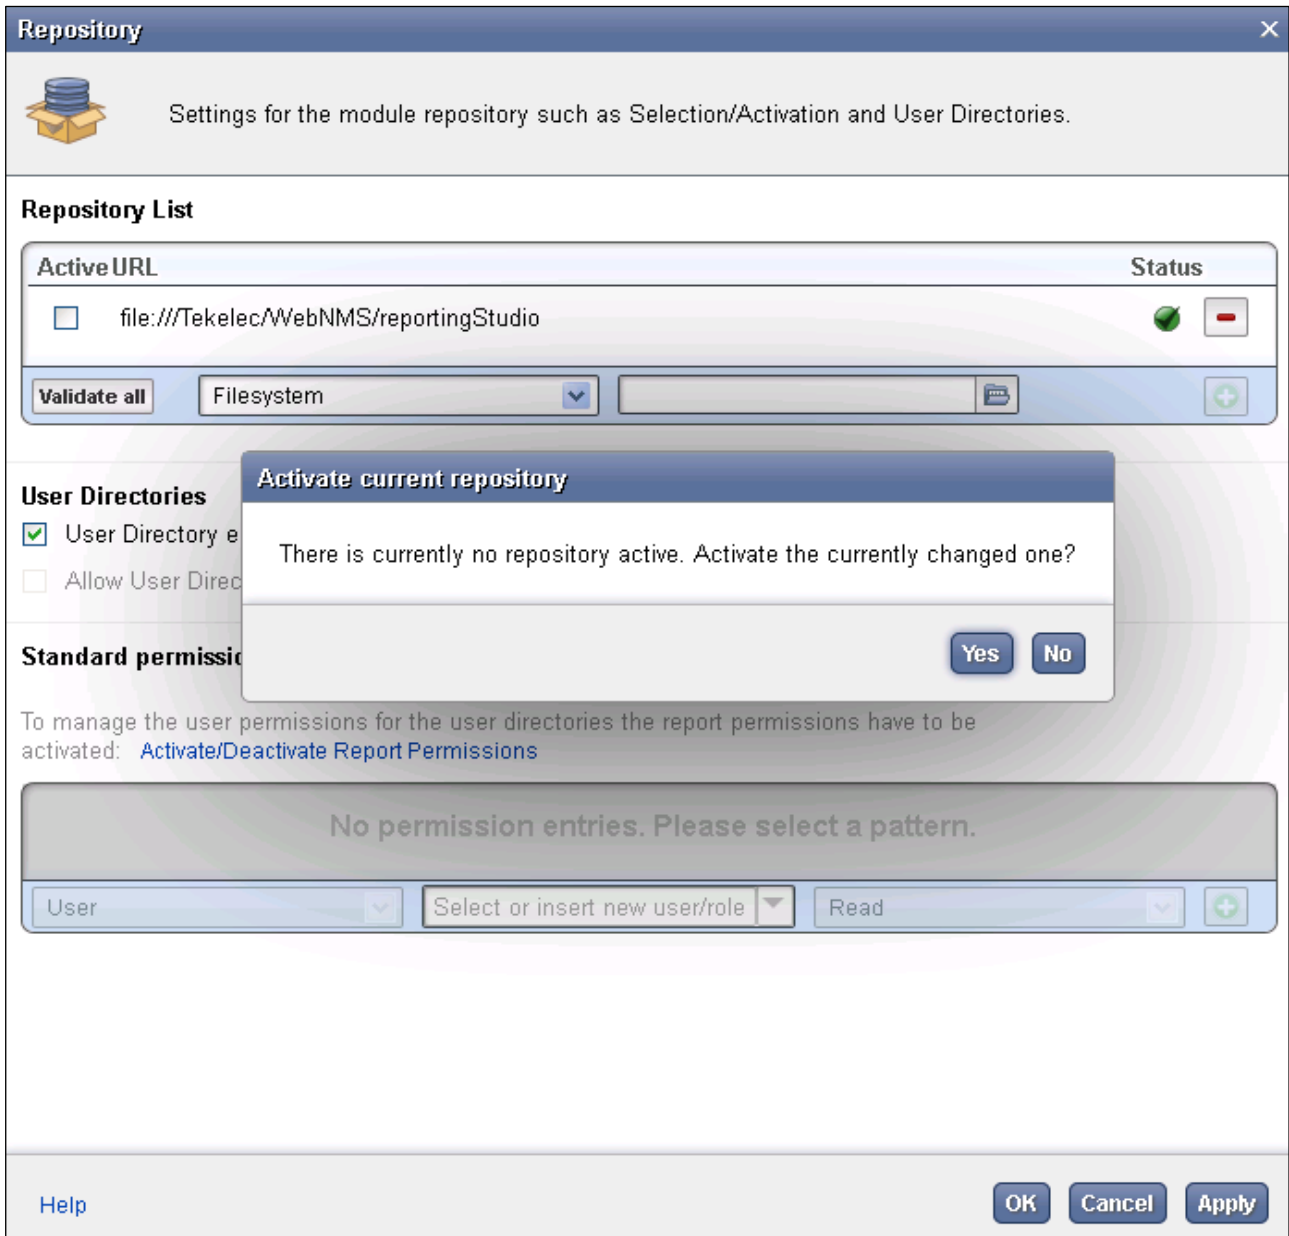 Repository
Settings for the module repository such as Selection/Activation and User Directories.
Repository List
Active URL Status
file:///Tekelec/WebNMS/reportingStudio
Validate all Filesystem
Activate current repository
User Directories
User Directory e
There is currently no repository active. Activate the currently changed one?
Allow User Direc
Yes No
Standard permissic
To manage the user permissions for the user directories the report permissions have to be
activated: Activate/Deactivate Report Permissions
No permission entries. Please select a pattern.
User Select or insert new user/role Read
Help OK Cancel Apply